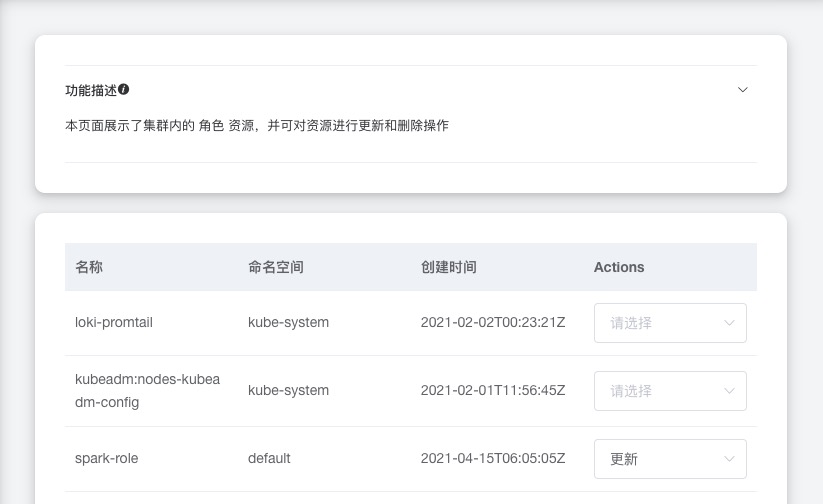 功能描述
本页面展示了集群内的 角色 资源，并可对资源进行更新和删除操作
名称 命名空间 创建时间 Actions
loki-promtail kube-system 2021-02-02T00:23:21Z 请选择
kubeadm:nodes-kubea
dm-config kube-system 2021-02-01T11:56:45Z 请选择
spark-role default 2021-04-15T06:05:05Z 更新